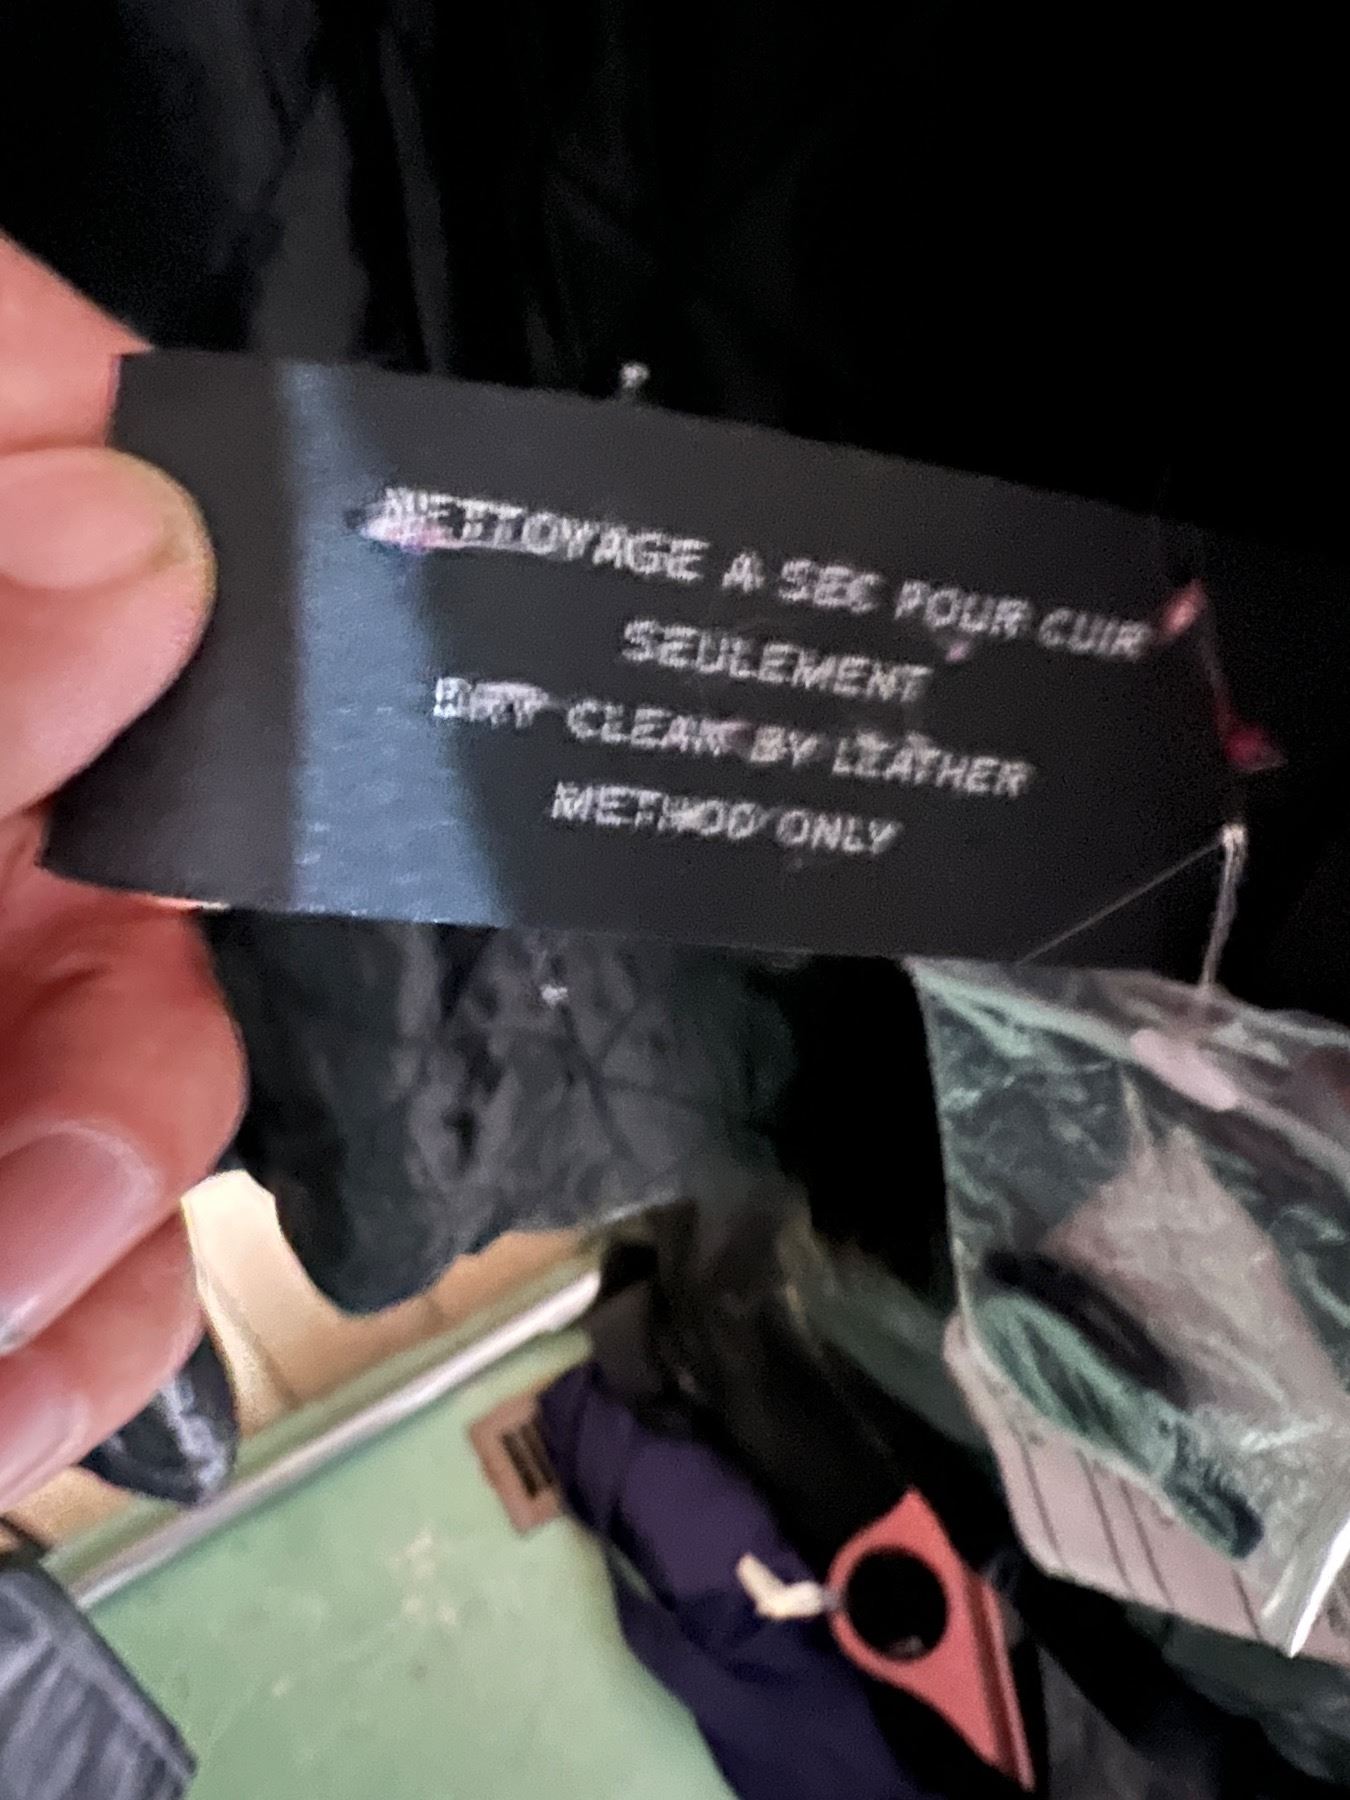 NETTOYAGE A SEC POUR CUIR
SEULEMENT
DRY CLEAN BY LEATHER
METHOD ONLY